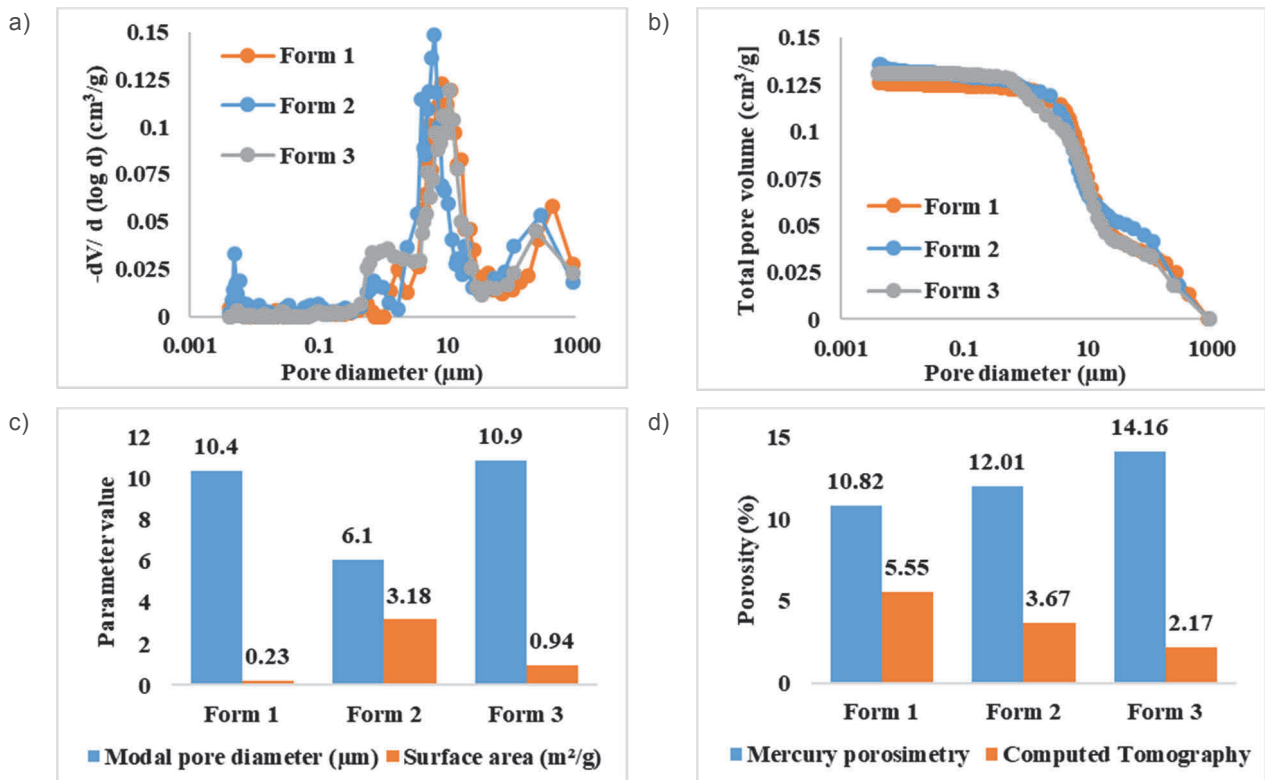 a)
0.15
0.125
0.1
0.075
0.05
0.025
0
-dV/ d (log d) (cm³/g)
Form 1
Form 2
Form 3
0.001
0.1
10
1000
Pore diameter (µm)
b)
0.15
0.125
0.1
0.075
0.05
0.025
0
Total pore volume (cm³/g]
Form 1
Form 2
Form 3
0.001
0.1
10
1000
Pore diameter (µm)
c)
12
10
8
6
4
2
0
Parameter value
10.4
0.23
6.1
3.18
10.9
0.94
Form 1
Form 2
Form 3
Modal pore diameter (µm)
Surface area (m²/g)
d)
15
10
5
0
Porosity (%)
10.82
5.55
12.01
3.67
14.16
2.17
Form 1
Form 2
Form 3
Mercury porosimetry
Computed Tomography